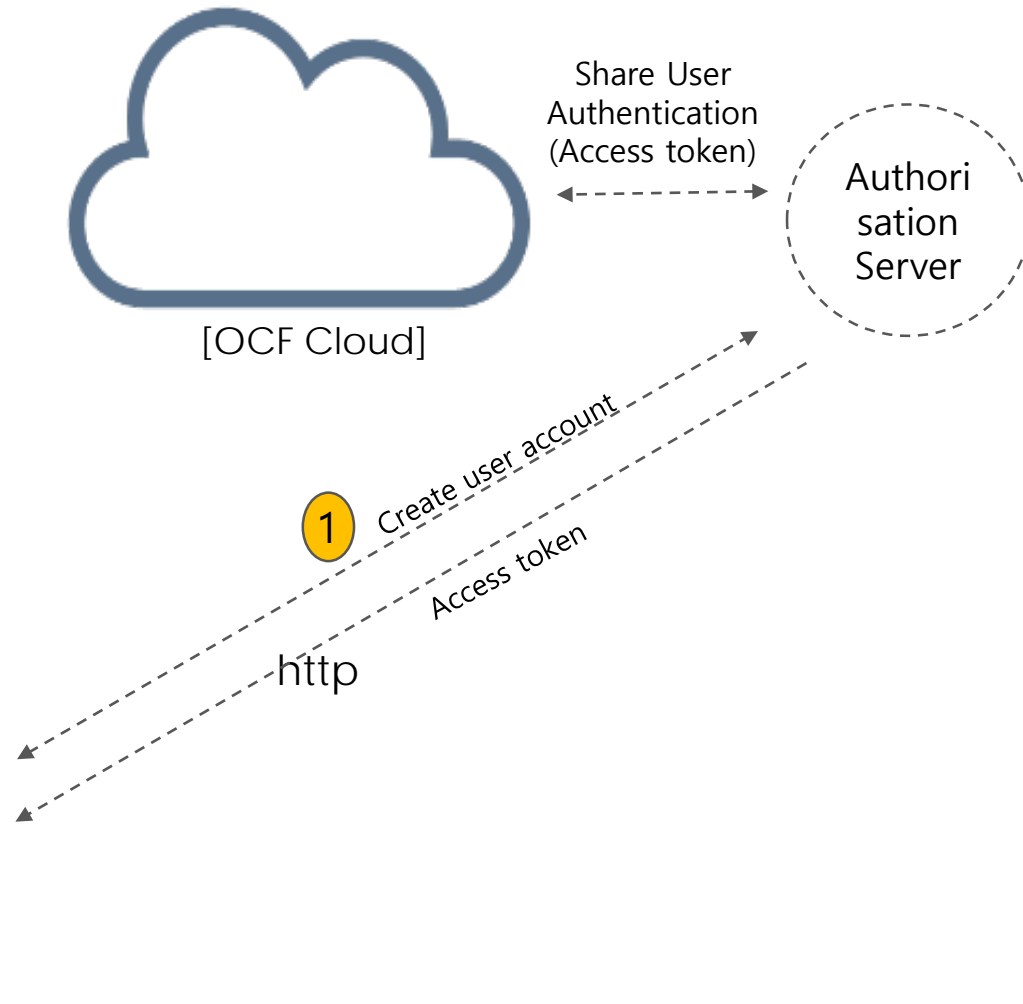 Share User
Authentication
(Access token)
Authori
sation
Server
[OCF Cloud]
Create user account
1
Access token
http